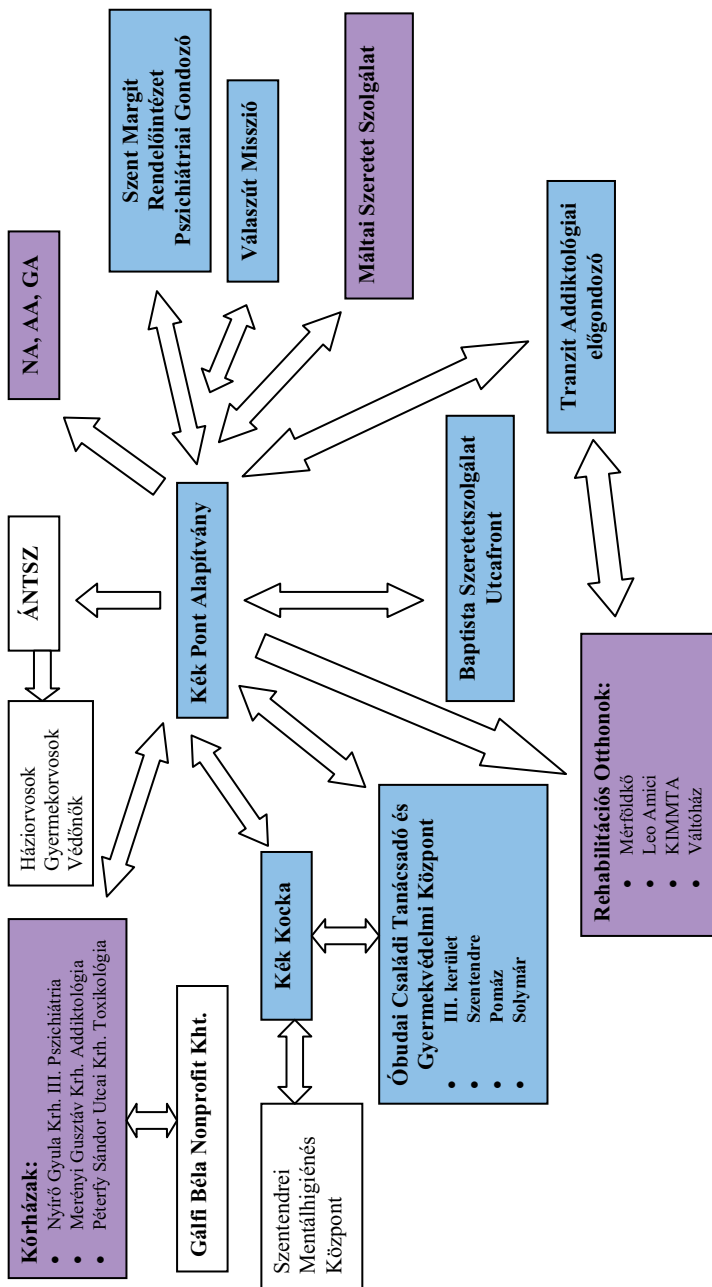 Kórházak:
• Nyírő Gyula Krh. III. Pszichiátria
• Merényi Gusztáv Krh. Addiktológia
• Péterfy Sándor Utcai Krh. Toxikológia
Gálfi Béla Nonprofit Kht.
Szentendrei
Mentálhigiénés
Központ
Háziorvosok
Gyermekorvosok
Védőnők
ÁNTSZ
NA, AA, GA
Kék Pont Alapítvány
Kék Kocka
Szent Margit
Rendelőintézet
Pszichiátriai Gondozó
Válaszút Misszió
Máltai Szeretet Szolgálat
Óbudai Családi Tanácsadó és
Gyermekvédelmi Központ
• III. kerület
• Szentendre
• Pomáz
• Solymár
Baptista Szeretetszolgálat
Utcafront
Tranzit Addiktológiai
előgondozó
Rehabilitációs Otthonok:
• Mérföldkő
• Leo Amici
• KIMMTA
• Váltóház